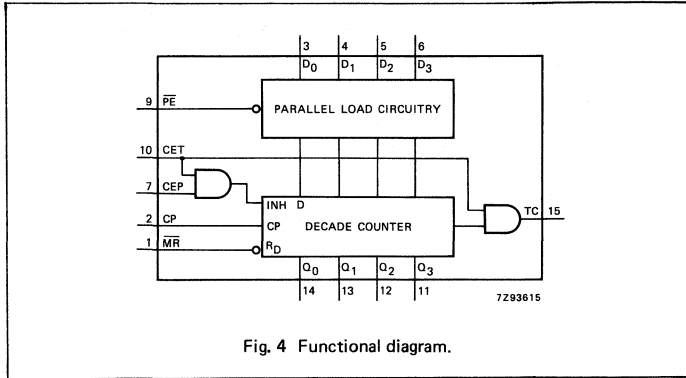 3 4 5 6
D0 D1 D2 D3
9 PE
PARALLEL LOAD CIRCUITRY
10 CET
7 CEP
INH D
TC 15
2 CP
CP DECADE COUNTER
1 MR
RD
Q0 Q1 Q2 Q3
14 13 12 11
7Z93615
Fig. 4 Functional diagram.